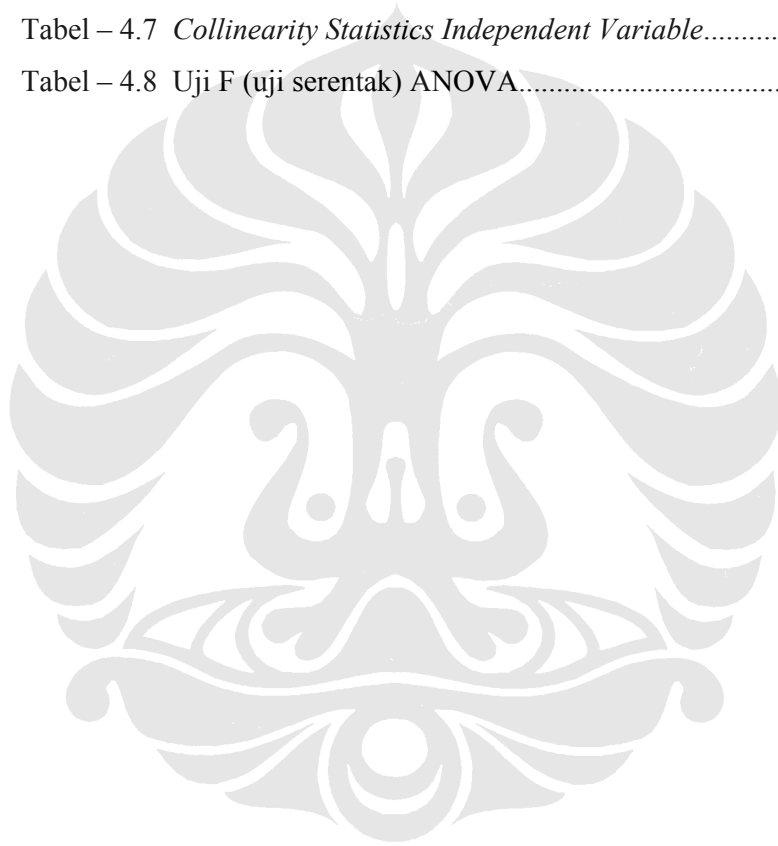 Tabel – 4.7 Collinearity Statistics Independent Variable..........
Tabel – 4.8 Uji F (uji serentak) ANOVA..................................